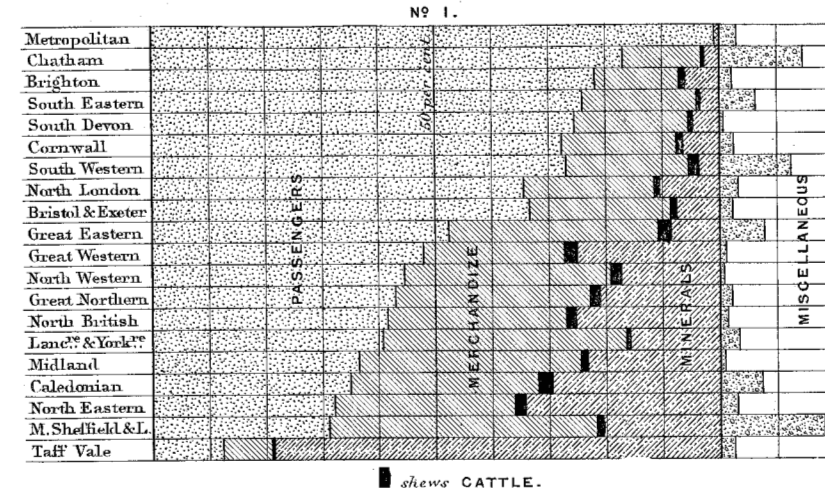 Nº 1.
Metropolitan
Chatham
Brighton
South Eastern
South Devon
Cornwall
South Western
North London
Bristol & Exeter
Great Eastern
Great Western
North Western
Great Northern
North British
Lancre & Yorkre
Midland
Caledonian
North Eastern
M. Sheffield & L.
Taff Vale
50 per cent
PASSENGERS
MERCHANDIZE
MINERALS
MISCELLANEOUS
shews CATTLE.